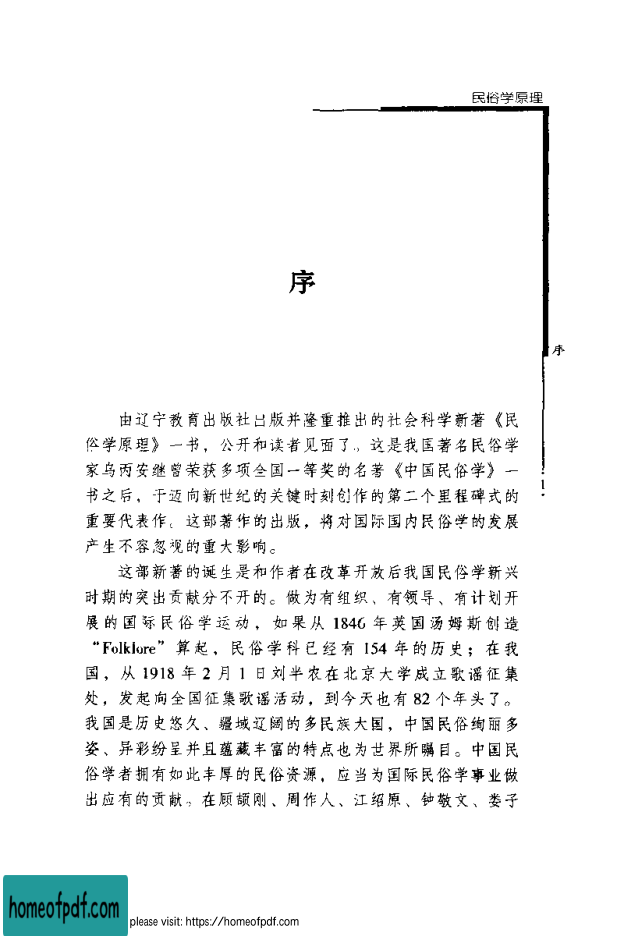 民俗学原理
序
序
由辽宁教育出版社出版并隆重推出的社会科学新著《民
俗学原理》一书，公开和读者见面了。这是我国著名民俗学
家乌丙安继曾荣获多项全国一等奖的名著《中国民俗学》一
书之后，于迈向新世纪的关键时刻创作的第二个里程碑式的
重要代表作。这部著作的出版，将对国际国内民俗学的发展
产生不容忽视的重大影响。
这部新著的诞生是和作者在改革开放后我国民俗学新兴
时期的突出贡献分不开的。做为有组织、有领导、有计划开
展的国际民俗学运动，如果从 1846 年英国汤姆斯创造
“Folklore”算起，民俗学科已经有 154 年的历史；在我
国，从 1918 年 2 月 1 日刘半农在北京大学成立歌谣征集
处，发起向全国征集歌谣活动，到今天也有 82 个年头了。
我国是历史悠久、疆域辽阔的多民族大国，中国民俗绚丽多
姿、异彩纷呈并且蕴藏丰富的特点也为世界所瞩目。中国民
俗学者拥有如此丰厚的民俗资源，应当为国际民俗学事业做
出应有的贡献。在顾颉刚、周作人、江绍原、钟敬文、娄子
·1·
homeofpdf.com
please visit: https://homeofpdf.com